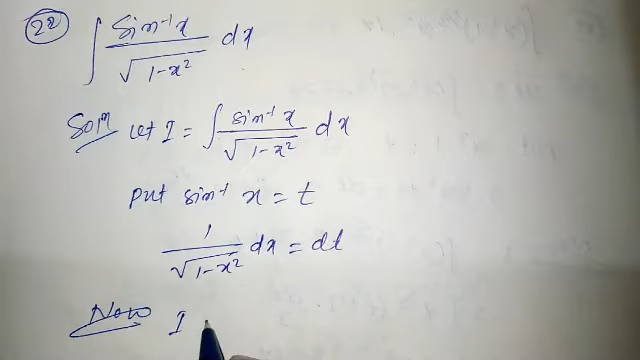 22 ∫ sin⁻¹x / √1-x² dx
Solⁿ let I = ∫ sin⁻¹ x / √1-x² dx
put sin⁻¹ x = t
1 / √1-x² dx = dt
Now I